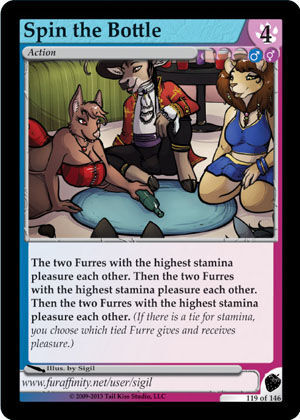 Spin the Bottle
4
Action
The two Furres with the highest stamina
pleasure each other. Then the two Furres
with the highest stamina pleasure each other.
Then the two Furres with the highest stamina
pleasure each other. (If there is a tie for stamina,
you choose which tied Furre gives and receives
pleasure.)
Illus. by Sigil
www.furaffinity.net/user/sigil
119 of 146
© 2009-2013 Tail Kiss Studio, LLC